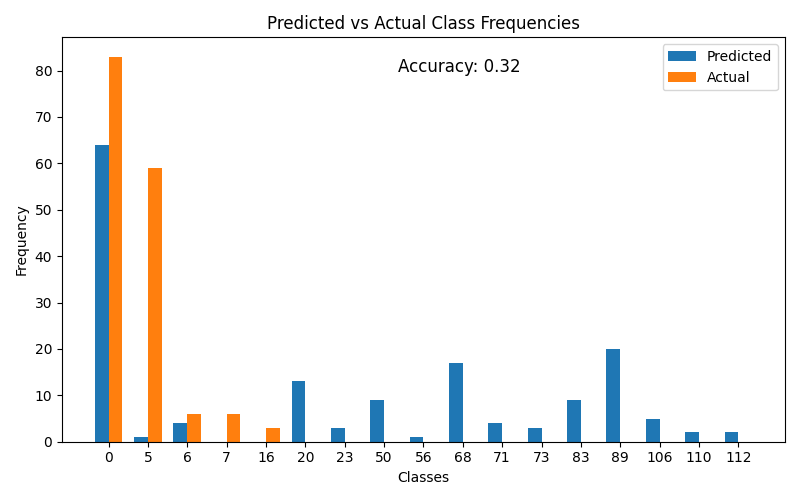 Predicted vs Actual Class Frequencies
Accuracy: 0.32
Predicted
Actual
Frequency
80
70
60
50
40
30
20
10
0
0 5 6 7 16 20 23 50 56 68 71 73 83 89 106 110 112
Classes